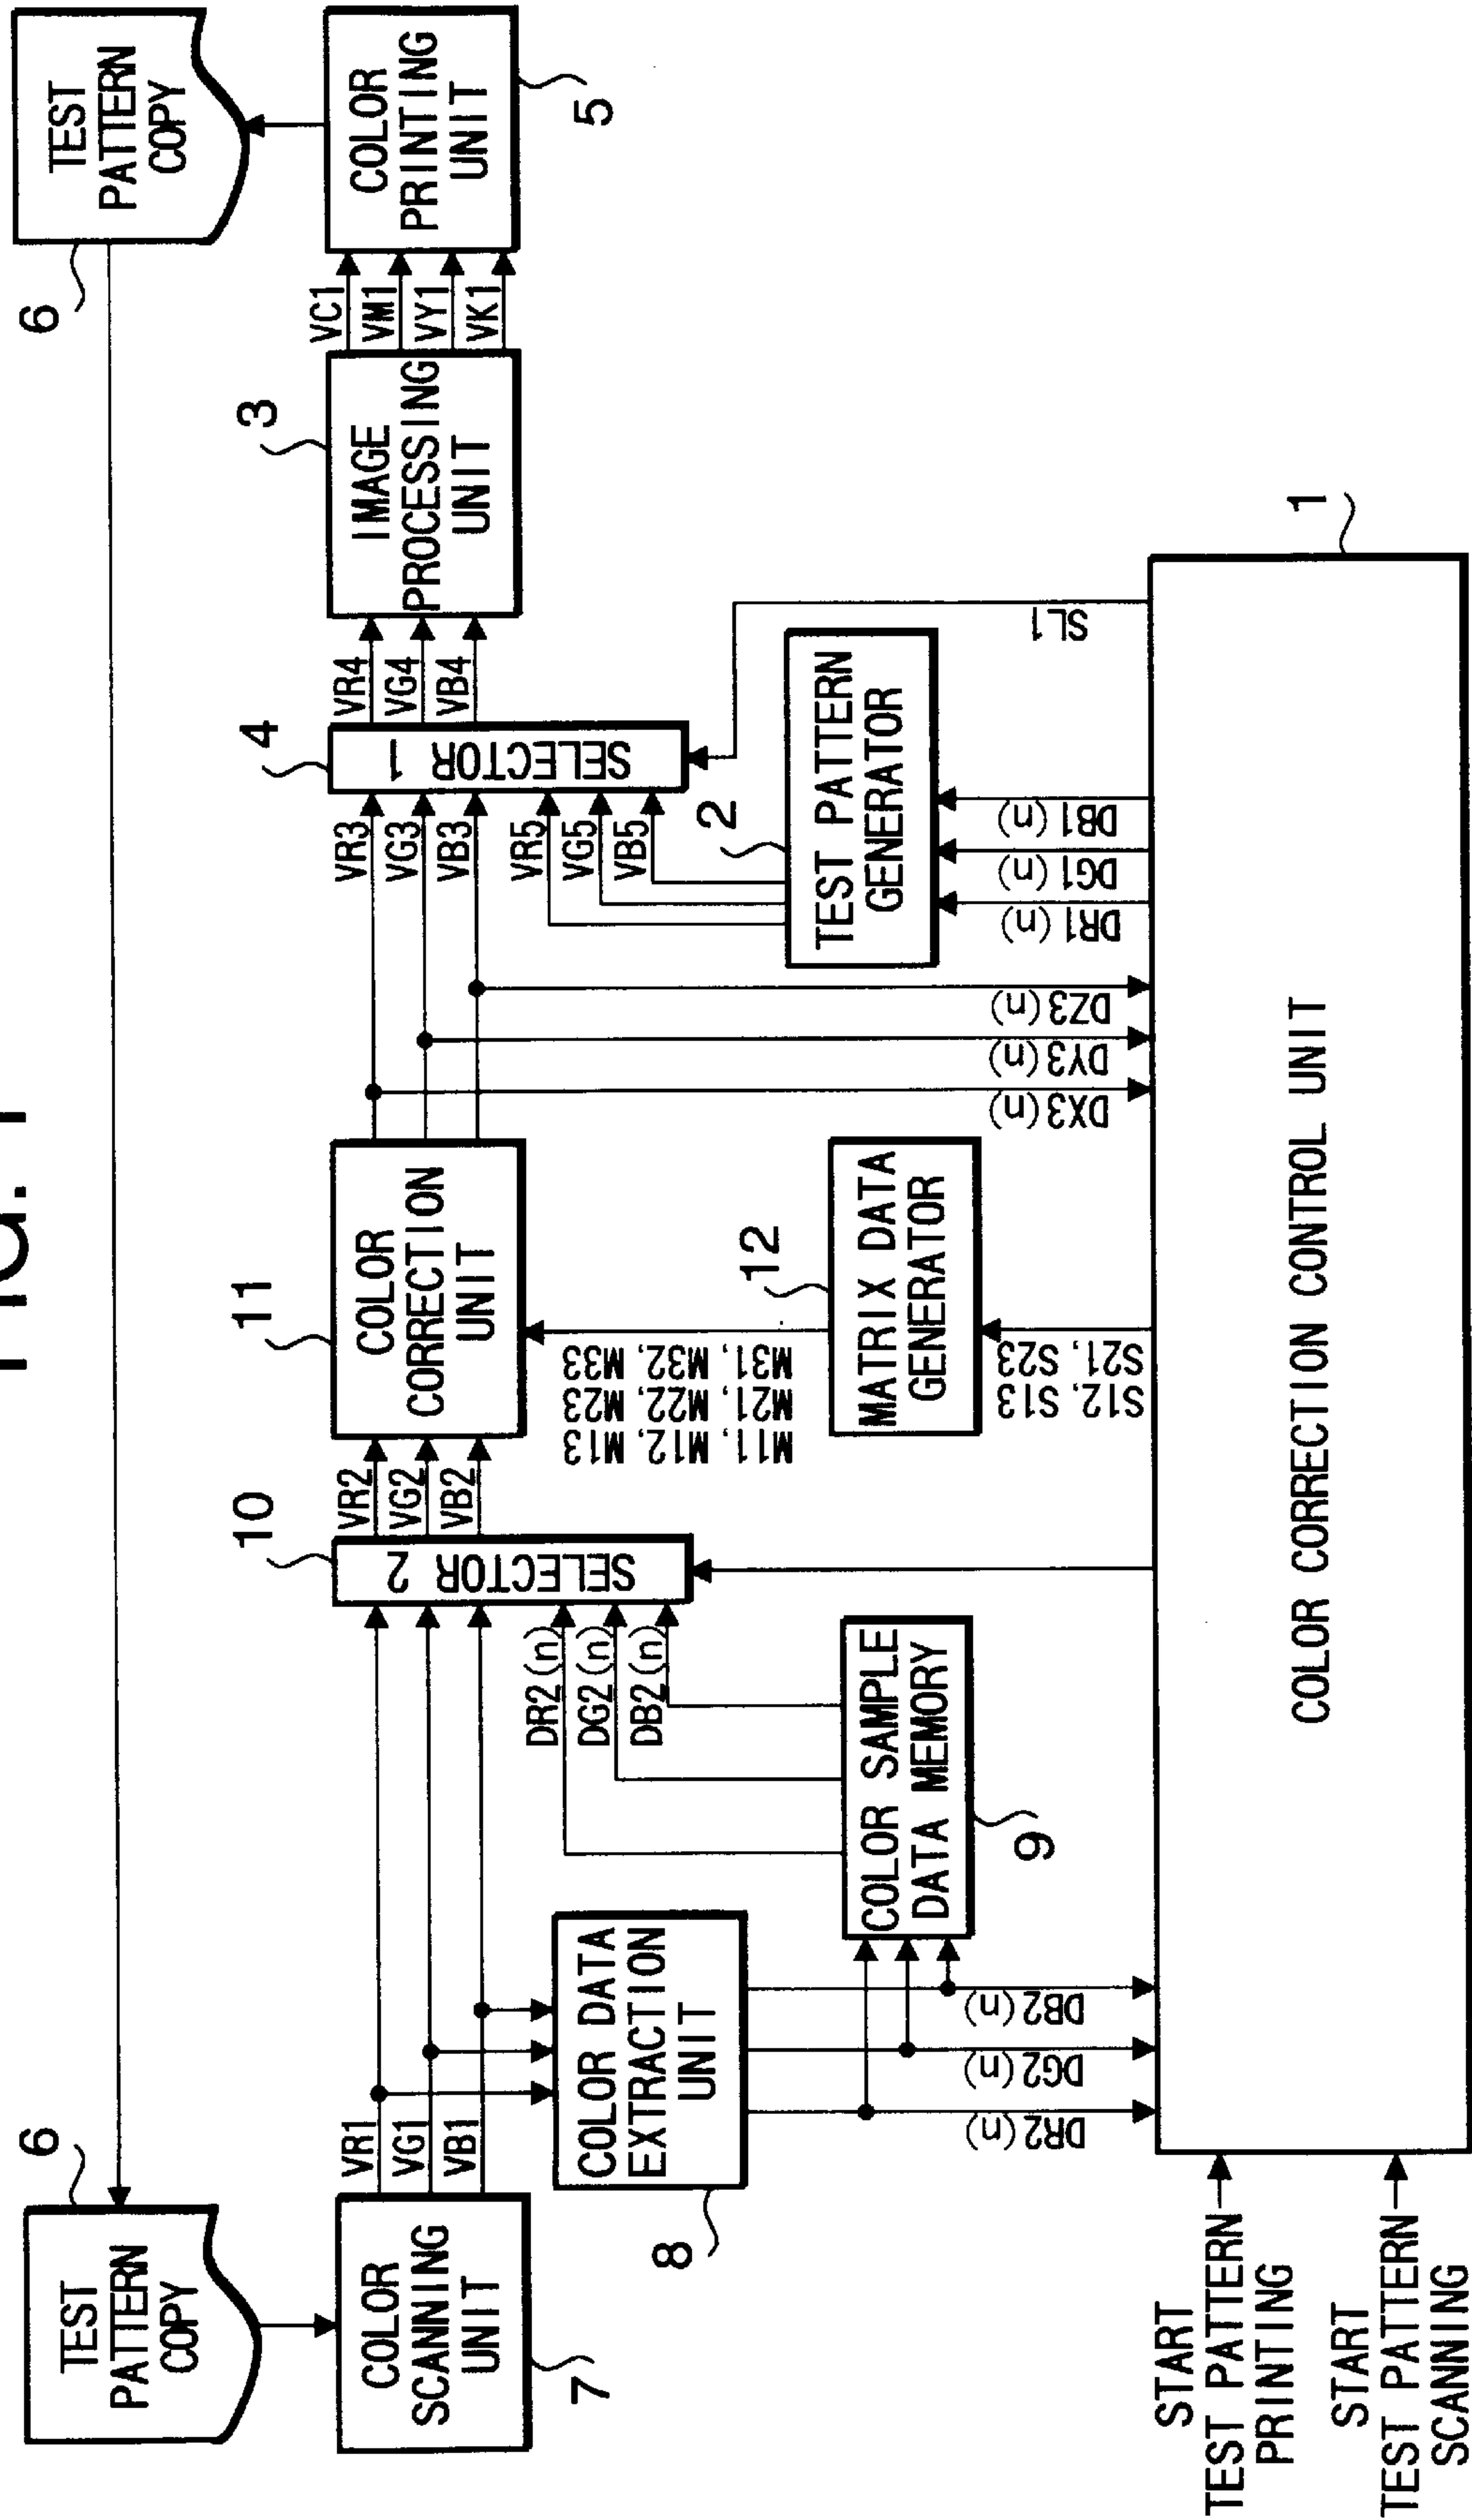 FIG. 1
6
TEST
PATTERN
COPY
6
TEST
PATTERN
COPY
COLOR
SCANNING
UNIT
7
VR1
VG1
VB1
10
SELECTOR 2
VR2
VG2
VB2
11
COLOR
CORRECTION
UNIT
VR3
VG3
VB3
4
SELECTOR 1
VR4
VG4
VB4
3
IMAGE
PROCESSING
UNIT
VC1
VM1
VY1
VK1
COLOR
PRINTING
UNIT
5
8
COLOR DATA
EXTRACTION
UNIT
DR2(n)
DG2(n)
DB2(n)
COLOR SAMPLE
DATA MEMORY
9
M11, M12, M13
M21, M22, M23
M31, M32, M33
12
MATRIX DATA
GENERATOR
VR5
VG5
VB5
2
TEST PATTERN
GENERATOR
DR2(n)
DG2(n)
DB2(n)
S12, S13
S21, S23
DX3(n)
DY3(n)
DZ3(n)
DR1(n)
DG1(n)
DB1(n)
SL1
1
COLOR CORRECTION CONTROL UNIT
START
TEST PATTERN
PRINTING
START
TEST PATTERN
SCANNING